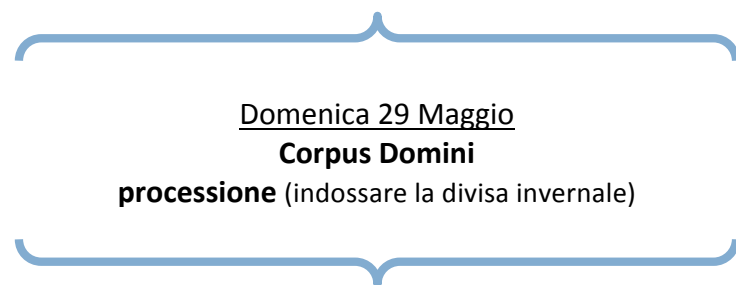 Domenica 29 Maggio
Corpus Domini
processione (indossare la divisa invernale)